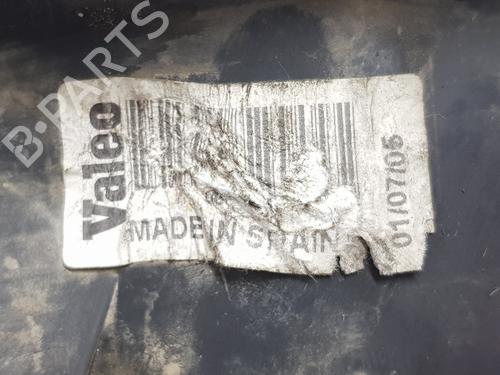 B-PARTS
Valeo
MADE IN SPAIN
01/07/05